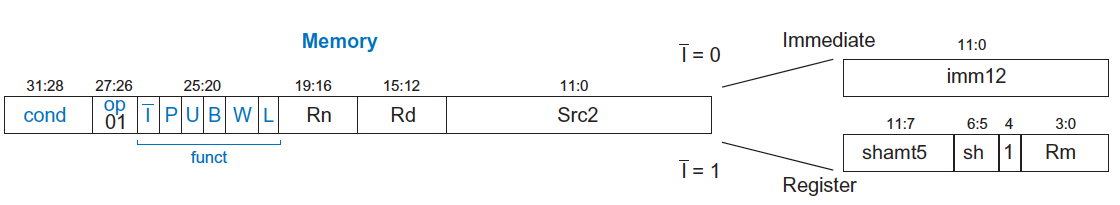 Memory
31:28 27:26 25:20 19:16 15:12 11:0
cond op 01 I̅ P U B W L Rn Rd Src2
funct
I̅ = 0
Immediate
11:0
imm12
I̅ = 1
Register
11:7 6:5 4 3:0
shamt5 sh 1 Rm